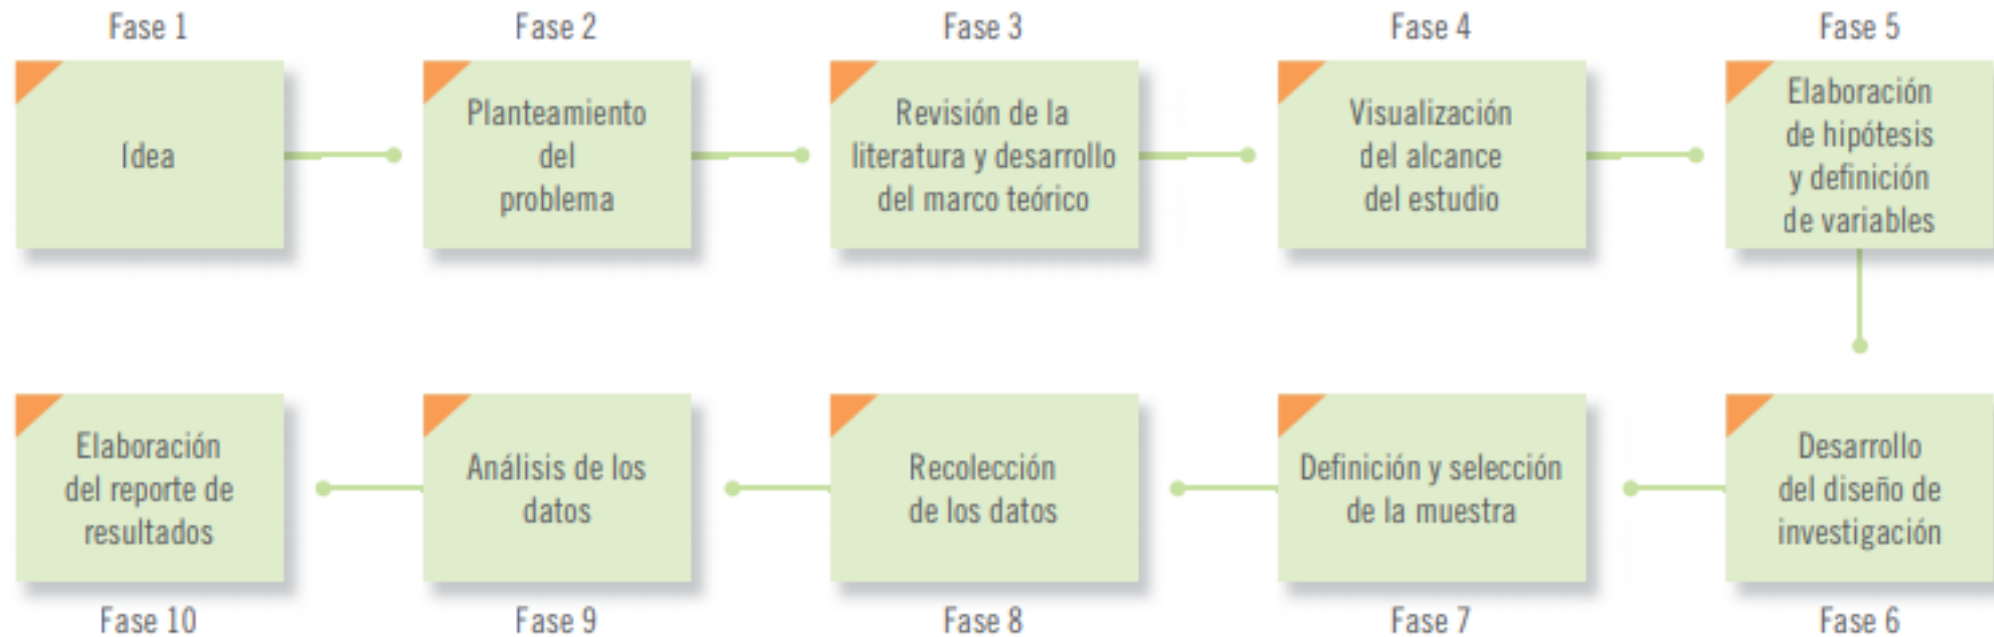 Fase 1
Idea
Fase 2
Planteamiento
del
problema
Fase 3
Revisión de la
literatura y desarrollo
del marco teórico
Fase 4
Visualización
del alcance
del estudio
Fase 5
Elaboración
de hipótesis
y definición
de variables
Desarrollo
del diseño de
investigación
Fase 6
Definición y selección
de la muestra
Fase 7
Recolección
de los datos
Fase 8
Análisis de los
datos
Fase 9
Elaboración
del reporte de
resultados
Fase 10